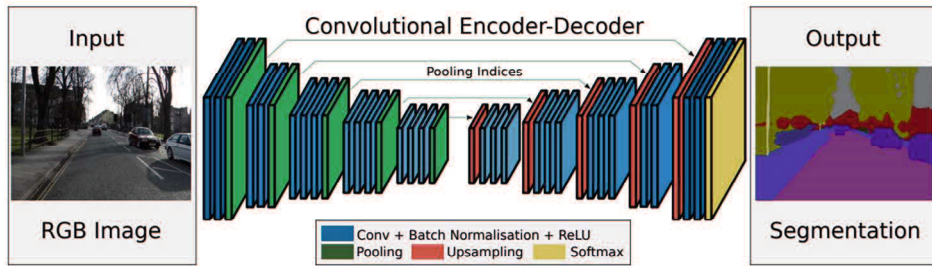 Input
RGB Image
Convolutional Encoder-Decoder
Pooling Indices
Conv + Batch Normalisation + ReLU
Pooling Upsampling Softmax
Output
Segmentation